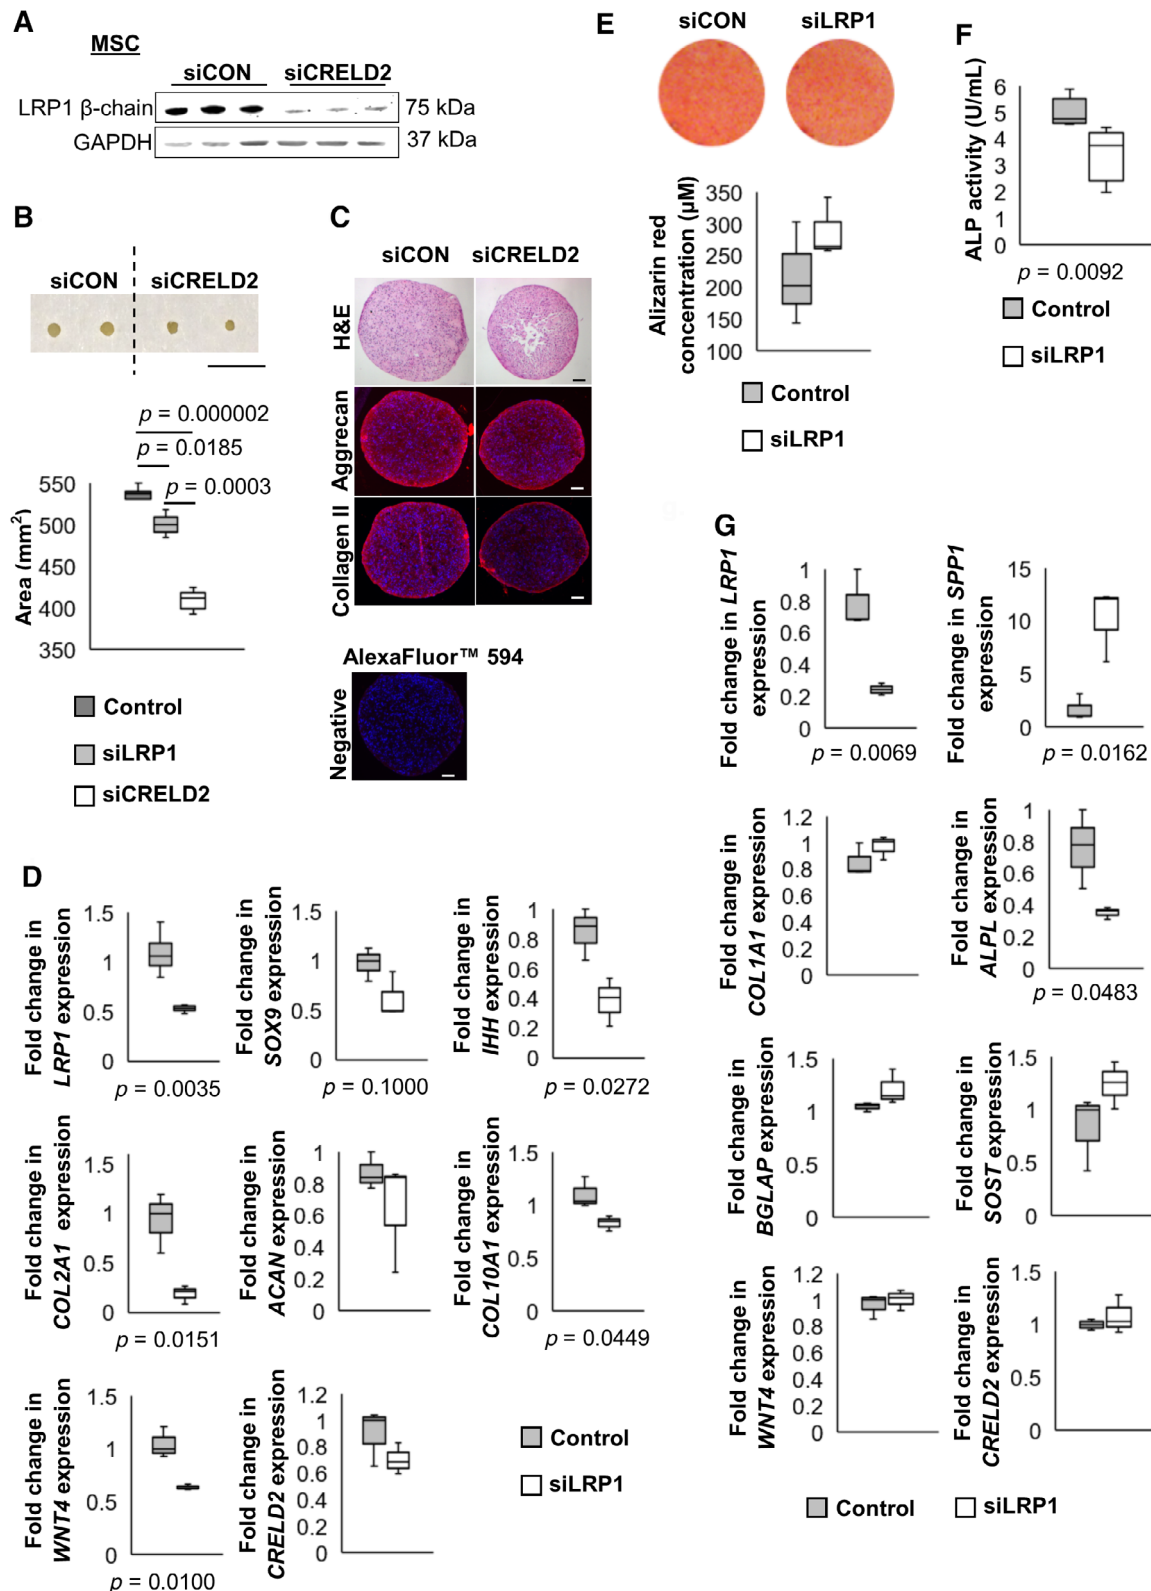 A
MSC
siCON siCRELD2
LRP1 β-chain 75 kDa
GAPDH 37 kDa
B
siCON siCRELD2
p = 0.000002
p = 0.0185
p = 0.0003
Area (mm²)
550
500
450
400
350
Control
siLRP1
siCRELD2
C
siCON siCRELD2
H&E
Aggrecan
Collagen II
AlexaFluor™ 594
Negative
D
Fold change in
LRP1 expression
1.5
1
0.5
0
p = 0.0035
Fold change in
SOX9 expression
1.5
1
0.5
0
p = 0.1000
Fold change in
IHH expression
1
0.8
0.6
0.4
0.2
0
p = 0.0272
Fold change in
COL2A1 expression
1.5
1
0.5
0
p = 0.0151
Fold change in
ACAN expression
1
0.8
0.6
0.4
0.2
0
Fold change in
COL10A1 expression
1.5
1
0.5
0
p = 0.0449
Fold change in
WNT4 expression
1.5
1
0.5
0
p = 0.0100
Fold change in
CRELD2 expression
1.2
1
0.8
0.6
0.4
0.2
0
Control
siLRP1
E
siCON siLRP1
Alizarin red
concentration (µM)
350
300
250
200
150
100
Control
siLRP1
F
ALP activity (U/mL)
6
5
4
3
2
1
0
p = 0.0092
Control
siLRP1
G
Fold change in LRP1
expression
1
0.8
0.6
0.4
0.2
0
p = 0.0069
Fold change in SPP1
expression
15
10
5
0
p = 0.0162
Fold change in
COL1A1 expression
1.2
1
0.8
0.6
0.4
0.2
0
Fold change in
ALPL expression
1
0.8
0.6
0.4
0.2
0
p = 0.0483
Fold change in
BGLAP expression
1.5
1
0.5
0
Fold change in
SOST expression
1.5
1
0.5
0
Fold change in
WNT4 expression
1.2
1
0.8
0.6
0.4
0.2
0
Fold change in
CRELD2 expression
1.5
1
0.5
0
Control siLRP1